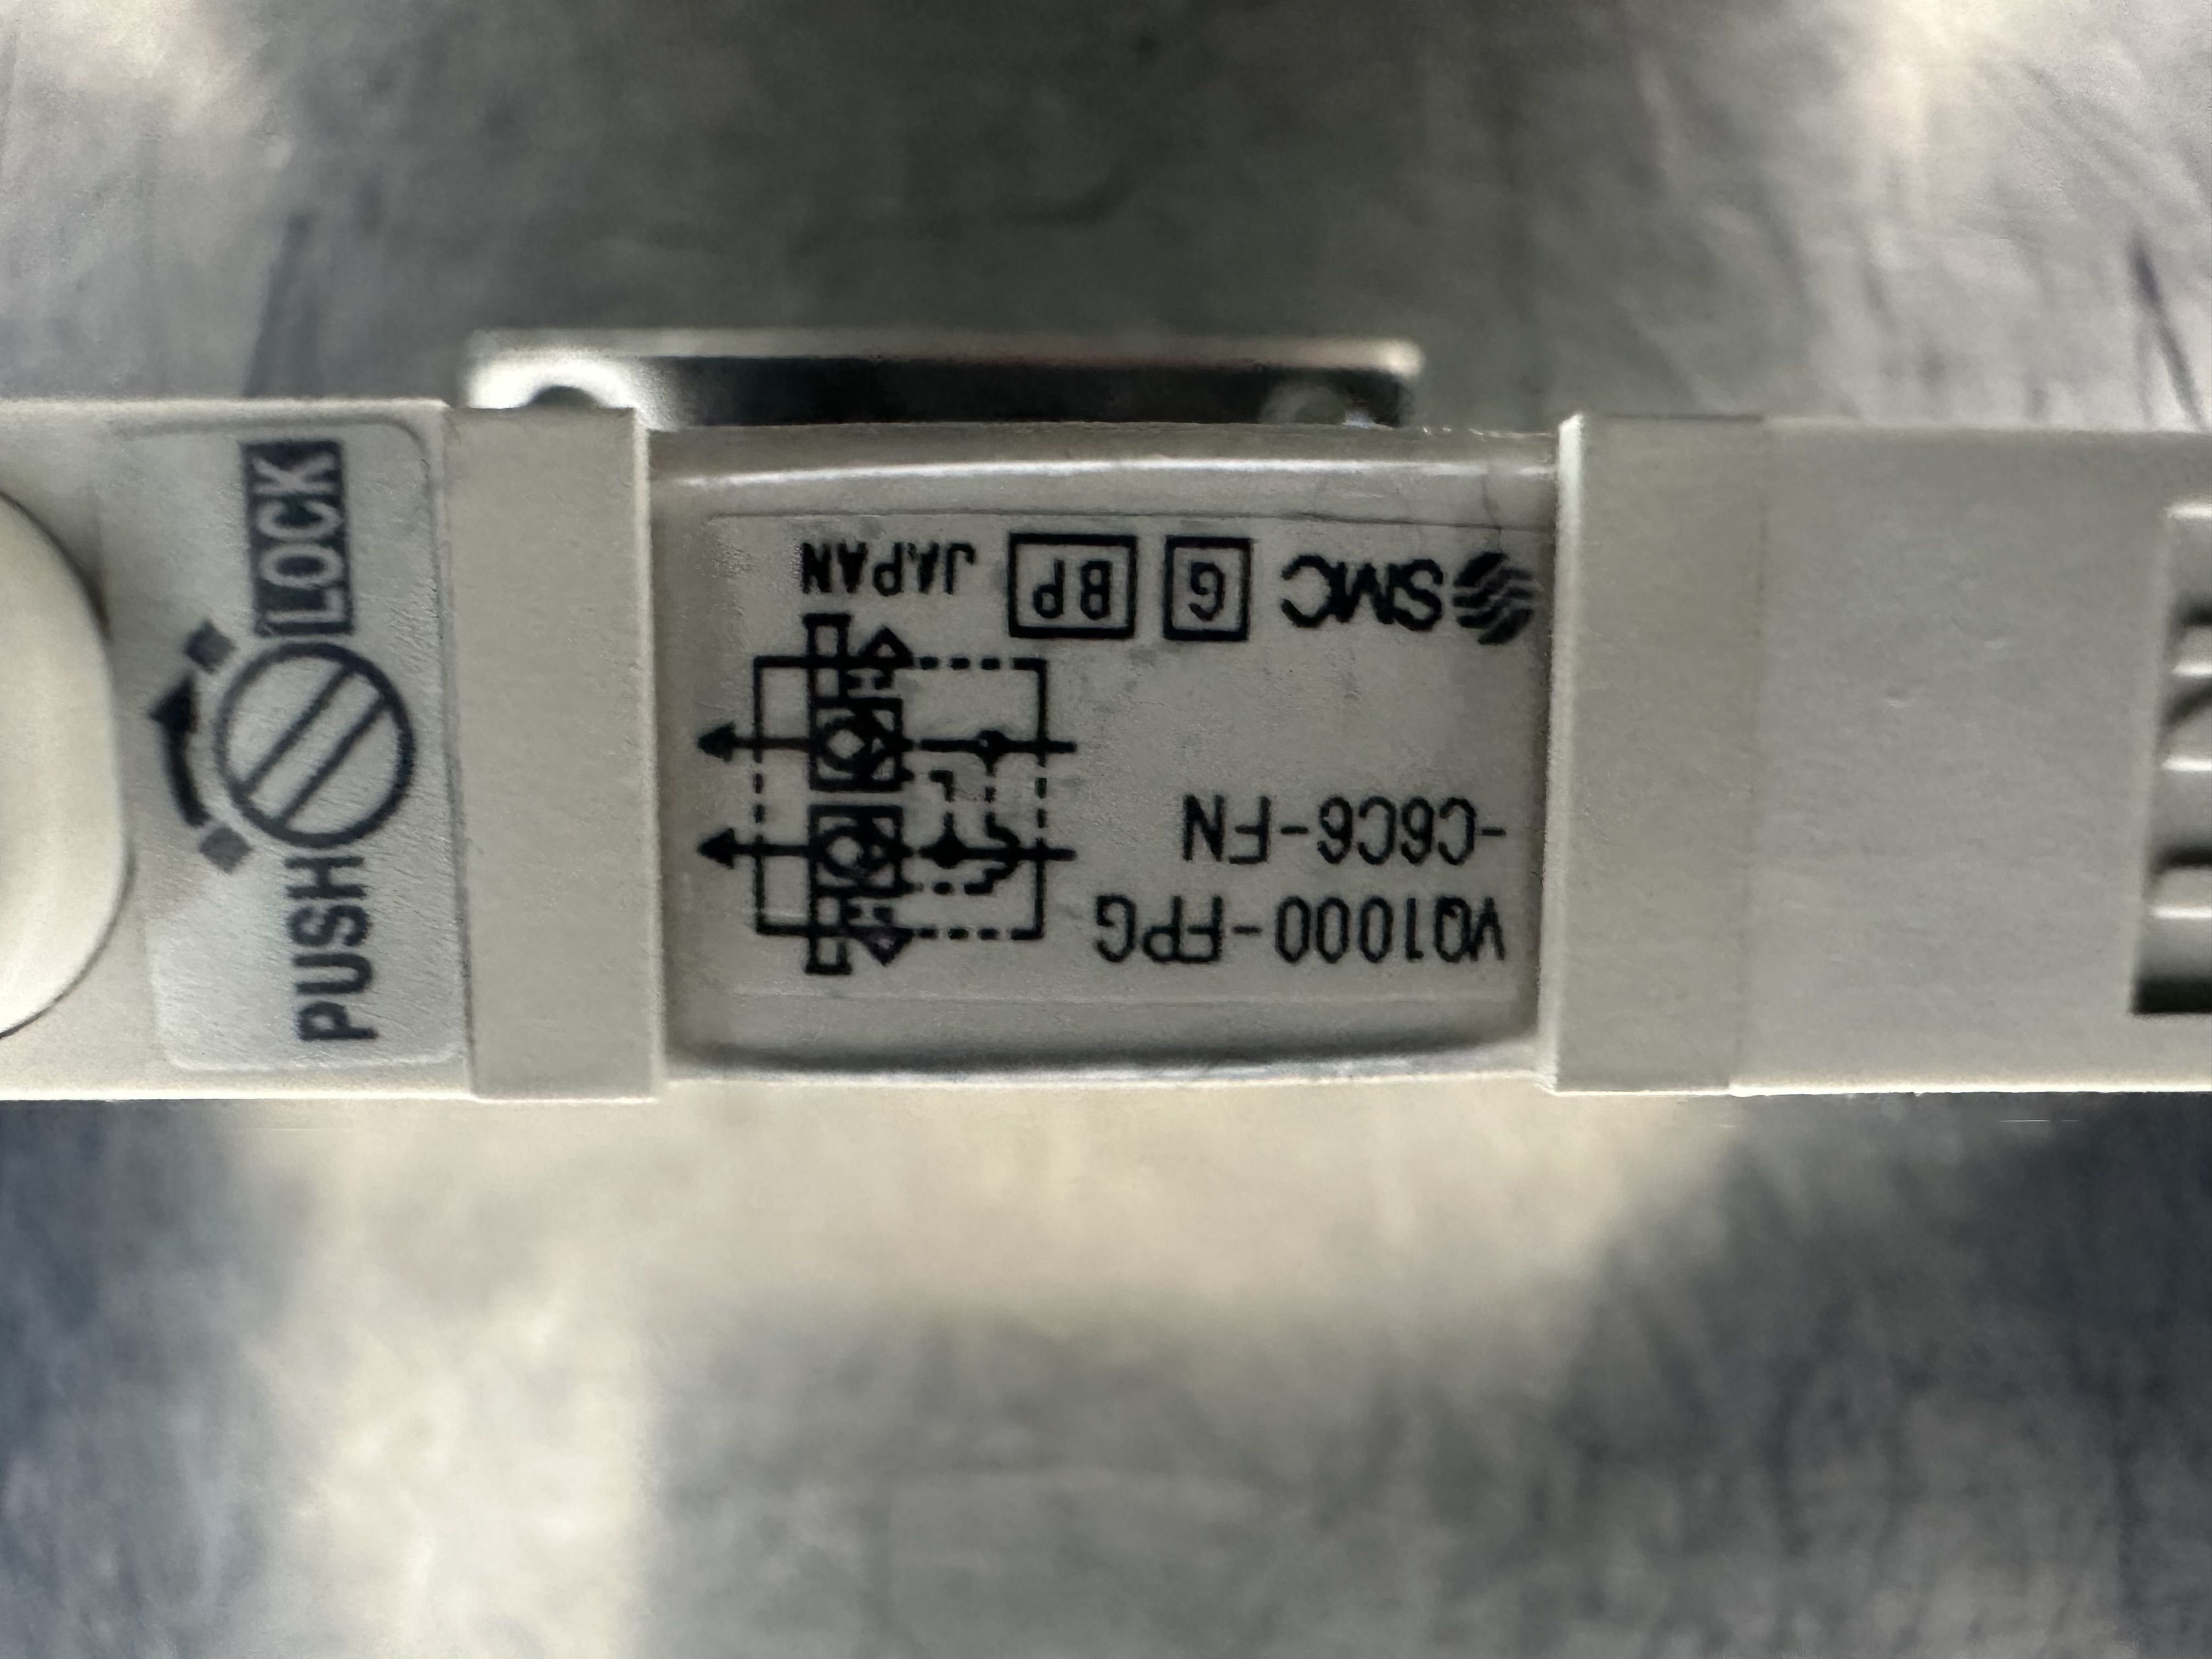 VQ1000-FPG
-C6C6-FN
SMC G BP JAPAN
PUSH LOCK